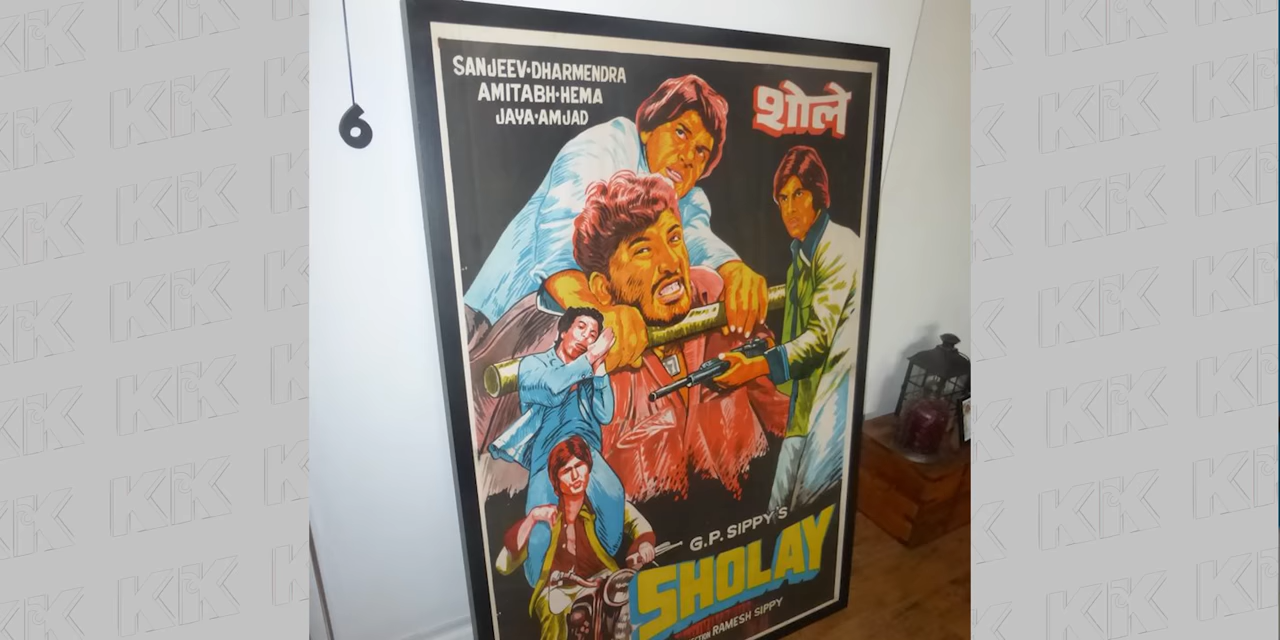 6
SANJEEV·DHARMENDRA
AMITABH·HEMA
JAYA·AMJAD
शोले
G.P. SIPPY'S
SHOLAY
RAMESH SIPPY